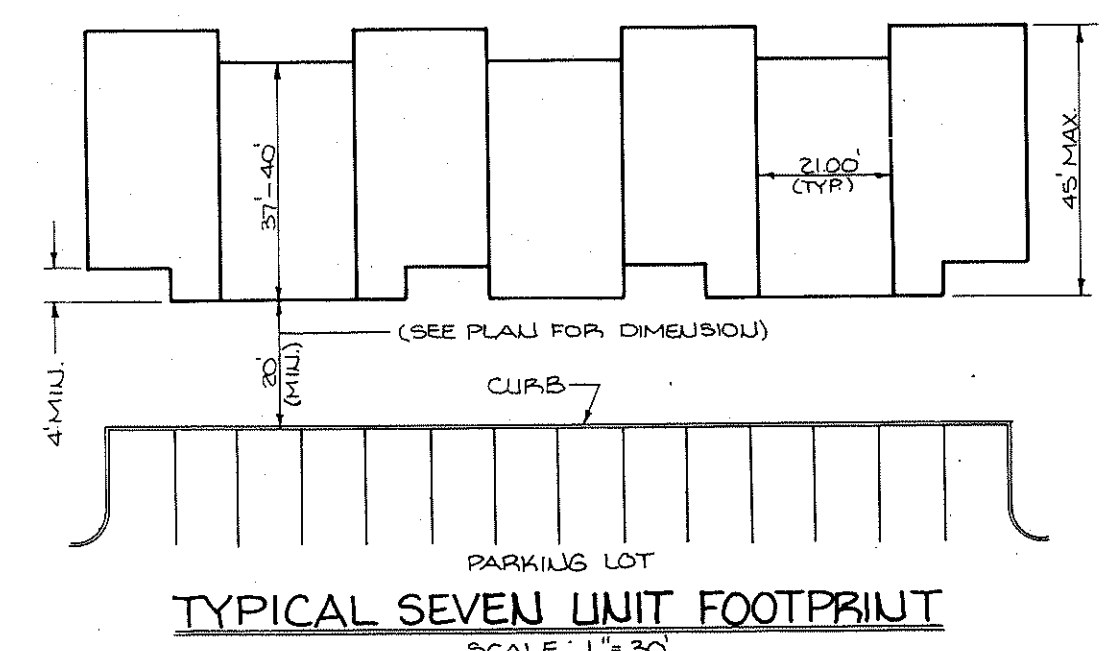 37'-40'
21.00'
(TYP.)
45' MAX.
4' MIN.
20'
(MIN.)
(SEE PLAN FOR DIMENSION)
CURB
PARKING LOT
TYPICAL SEVEN UNIT FOOTPRINT
SCALE: 1"=30'